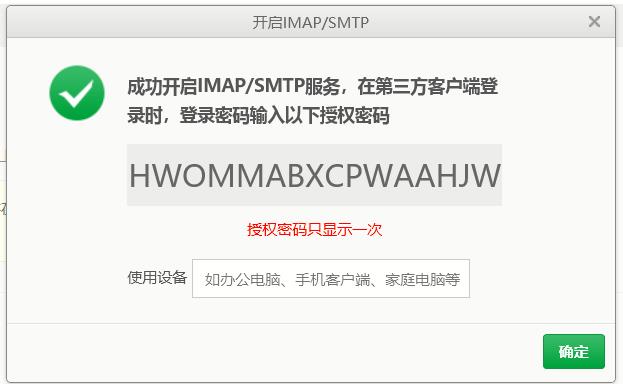 开启IMAP/SMTP
成功开启IMAP/SMTP服务，在第三方客户端登
录时，登录密码输入以下授权密码
HWOMMABXCPWAAHJW
授权密码只显示一次
使用设备 如办公电脑、手机客户端、家庭电脑等
确定